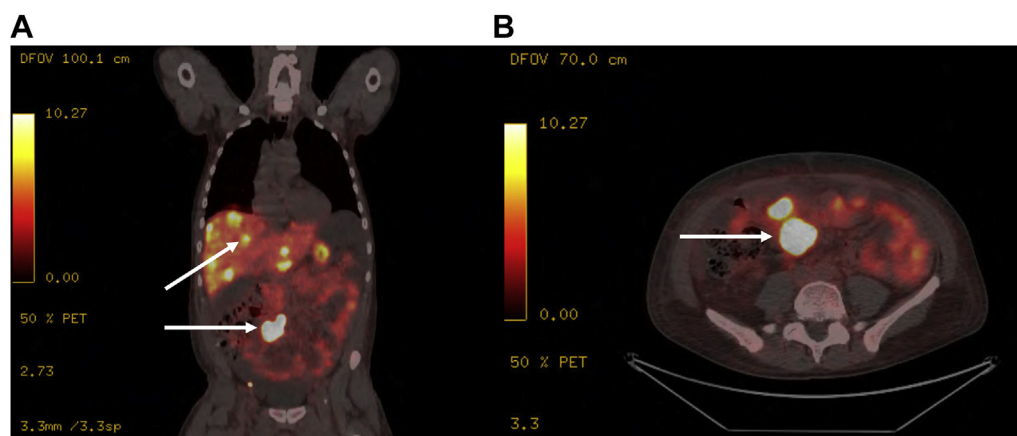 A
DFOV 100.1 cm
10.27
0.00
50 % PET
2.73
3.3mm /3.3sp
B
DFOV 70.0 cm
10.27
0.00
50 % PET
3.3